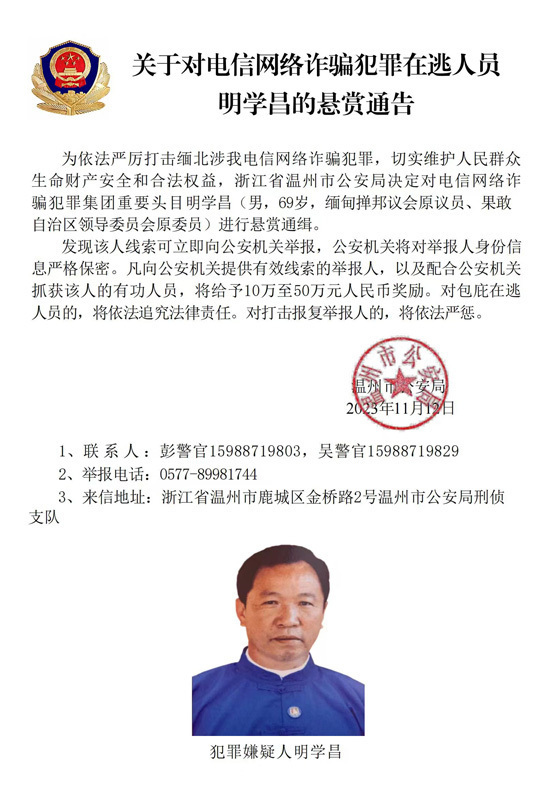 关于对电信网络诈骗犯罪在逃人员
明学昌的悬赏通告
为依法严厉打击缅北涉我电信网络诈骗犯罪，切实维护人民群众
生命财产安全和合法权益，浙江省温州市公安局决定对电信网络诈
骗犯罪集团重要头目明学昌（男，69岁，缅甸掸邦议会原议员、果敢
自治区领导委员会原委员）进行悬赏通缉。
发现该人线索可立即向公安机关举报，公安机关将对举报人身份信
息严格保密。凡向公安机关提供有效线索的举报人，以及配合公安机关
抓获该人的有功人员，将给予10万至50万元人民币奖励。对包庇在逃
人员的，将依法追究法律责任。对打击报复举报人的，将依法严惩。
温州市公安局
温州市公安局
2023年11月12日
1、联 系 人：彭警官15988719803，吴警官15988719829
2、举报电话：0577-89981744
3、来信地址：浙江省温州市鹿城区金桥路2号温州市公安局刑侦
支队
犯罪嫌疑人明学昌